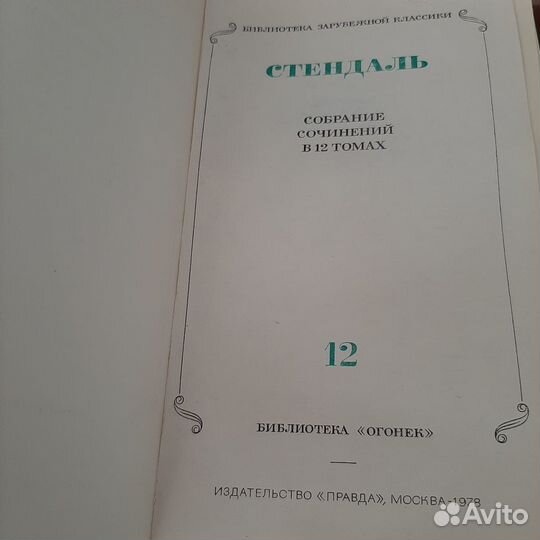 БИБЛИОТЕКА ЗАРУБЕЖНОЙ КЛАССИКИ
СТЕНДАЛЬ
СОБРАНИЕ
СОЧИНЕНИЙ
В 12 ТОМАХ
12
БИБЛИОТЕКА «ОГОНЕК»
ИЗДАТЕЛЬСТВО «ПРАВДА», МОСКВА-1978
Avito